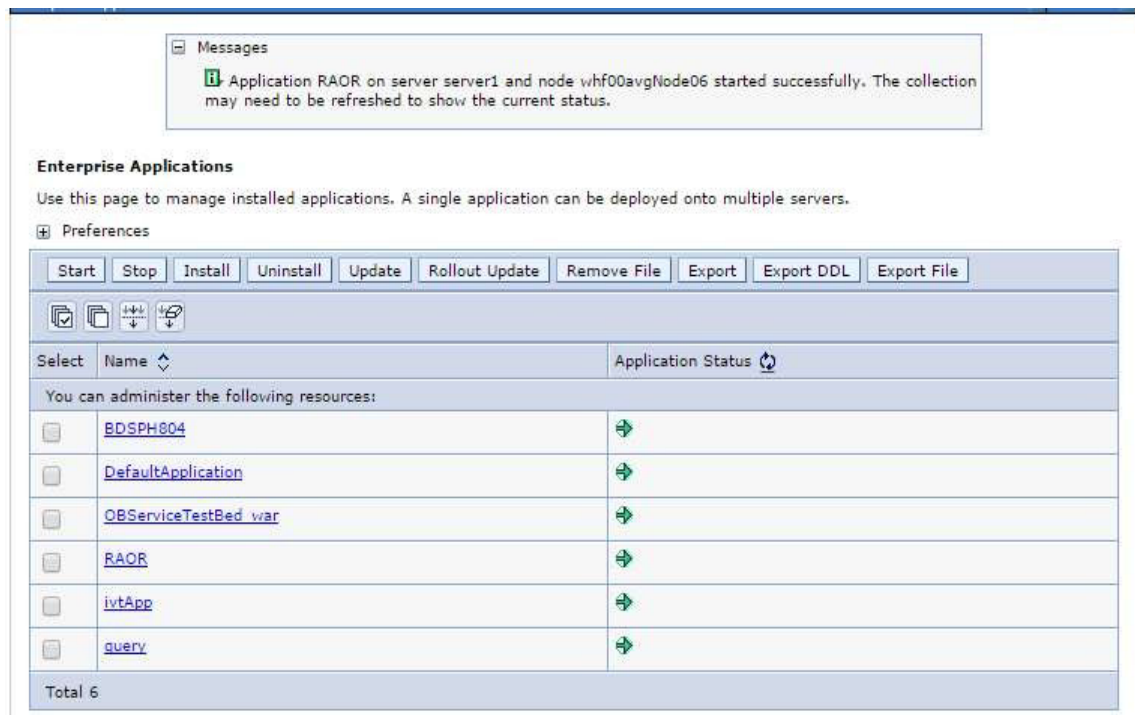 Messages
Application RAOR on server server1 and node whf00avgNode06 started successfully. The collection
may need to be refreshed to show the current status.
Enterprise Applications
Use this page to manage installed applications. A single application can be deployed onto multiple servers.
Preferences
Start Stop Install Uninstall Update Rollout Update Remove File Export Export DDL Export File
Select Name Application Status
You can administer the following resources:
BDSPH804
DefaultApplication
OBServiceTestBed_war
RAOR
ivtApp
query
Total 6